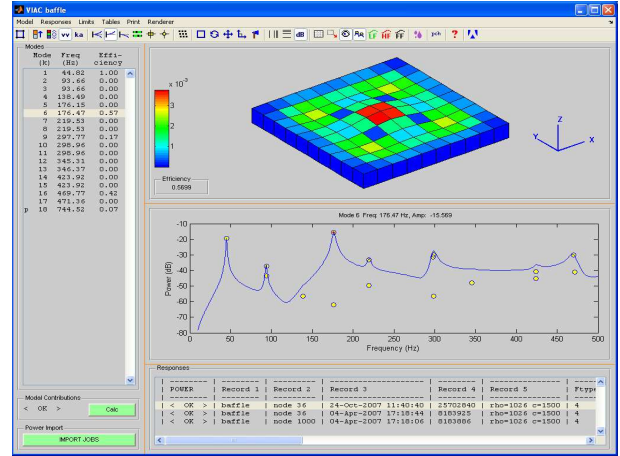 VIAC baffle
Model Responses Limits Tables Print Renderer
vv ka dB pch ?
Modes
Mode Freq Effi-
(k) (Hz) ciency
1 44.82 1.00
2 93.66 0.00
3 93.66 0.00
4 138.49 0.00
5 176.15 0.00
6 176.47 0.57
7 219.53 0.00
8 219.53 0.00
9 297.77 0.17
10 298.96 0.00
11 298.96 0.00
12 345.31 0.00
13 346.37 0.00
14 423.92 0.00
15 423.92 0.00
16 469.77 0.42
17 471.36 0.00
p 18 744.52 0.07
x 10⁻³
3
2
1
Efficiency
0.5699
Z
Y
X
Mode 6 Freq: 176.47 Hz, Amp: -15.569
Power (dB)
-10
-20
-30
-40
-50
-60
-70
-80
0 50 100 150 200 250 300 350 400 450 500
Frequency (Hz)
Modal Contributions
< OK > Calc
Power Import
IMPORT JOBS
Responses
| ------- | -------- | -------- | -------- | -------- | -------- | -----
| POWER | Record 1 | Record 2 | Record 3 | Record 4 | Record 5 | Ftype
| < OK > | baffle | node 36 | 24-Oct-2007 11:40:40 | 25702840 | rho=1026 c=1500 | 4
| < OK > | baffle | node 36 | 04-Apr-2007 17:18:44 | 8183925 | rho=1026 c=1500 | 4
| < OK > | baffle | node 1000 | 04-Apr-2007 17:18:06 | 8183886 | rho=1026 c=1500 | 4